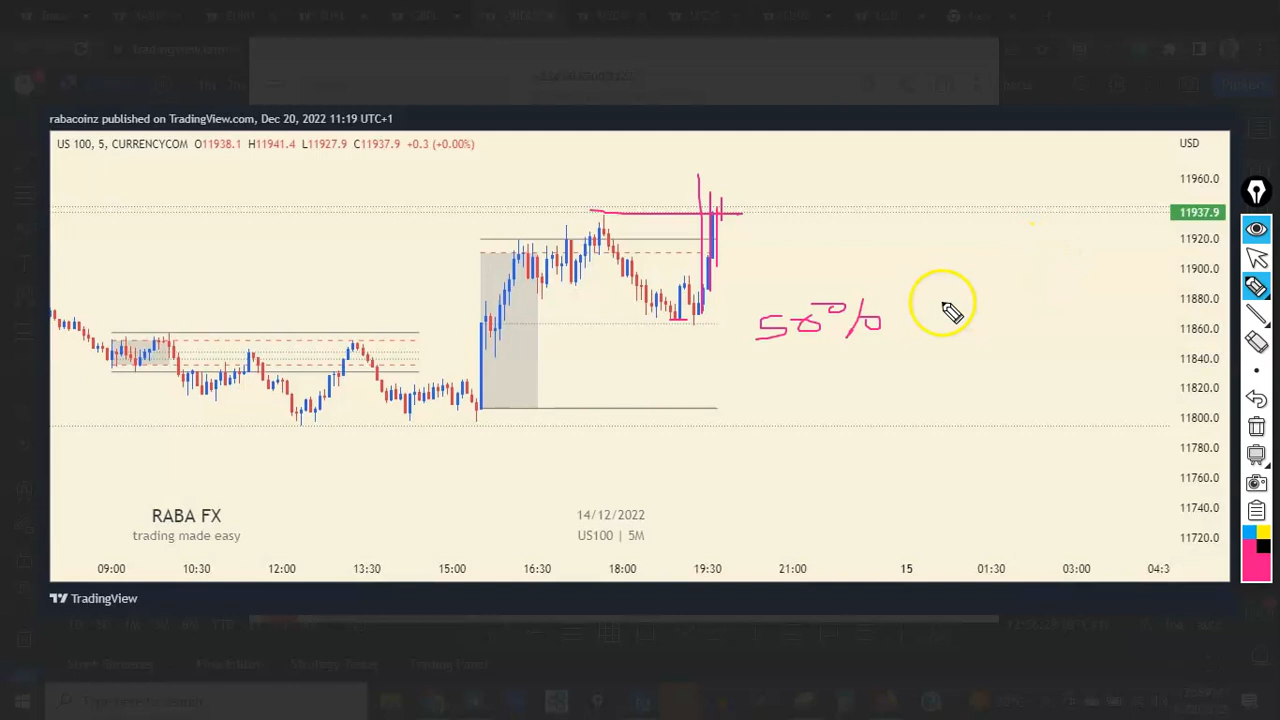 rabacoinz published on TradingView.com, Dec 20, 2022 11:19 UTC+1
US 100, 5, CURRENCYCOM O11938.1 H11941.4 L11927.9 C11937.9 +0.3 (+0.00%)
USD
11960.0
11937.9
11920.0
11900.0
11880.0
11860.0
11840.0
11820.0
11800.0
11780.0
11760.0
11740.0
11720.0
50%
RABA FX
trading made easy
14/12/2022
US100 | 5M
09:00 10:30 12:00 13:30 15:00 16:30 18:00 19:30 21:00 15 01:30 03:00 04:3
TradingView